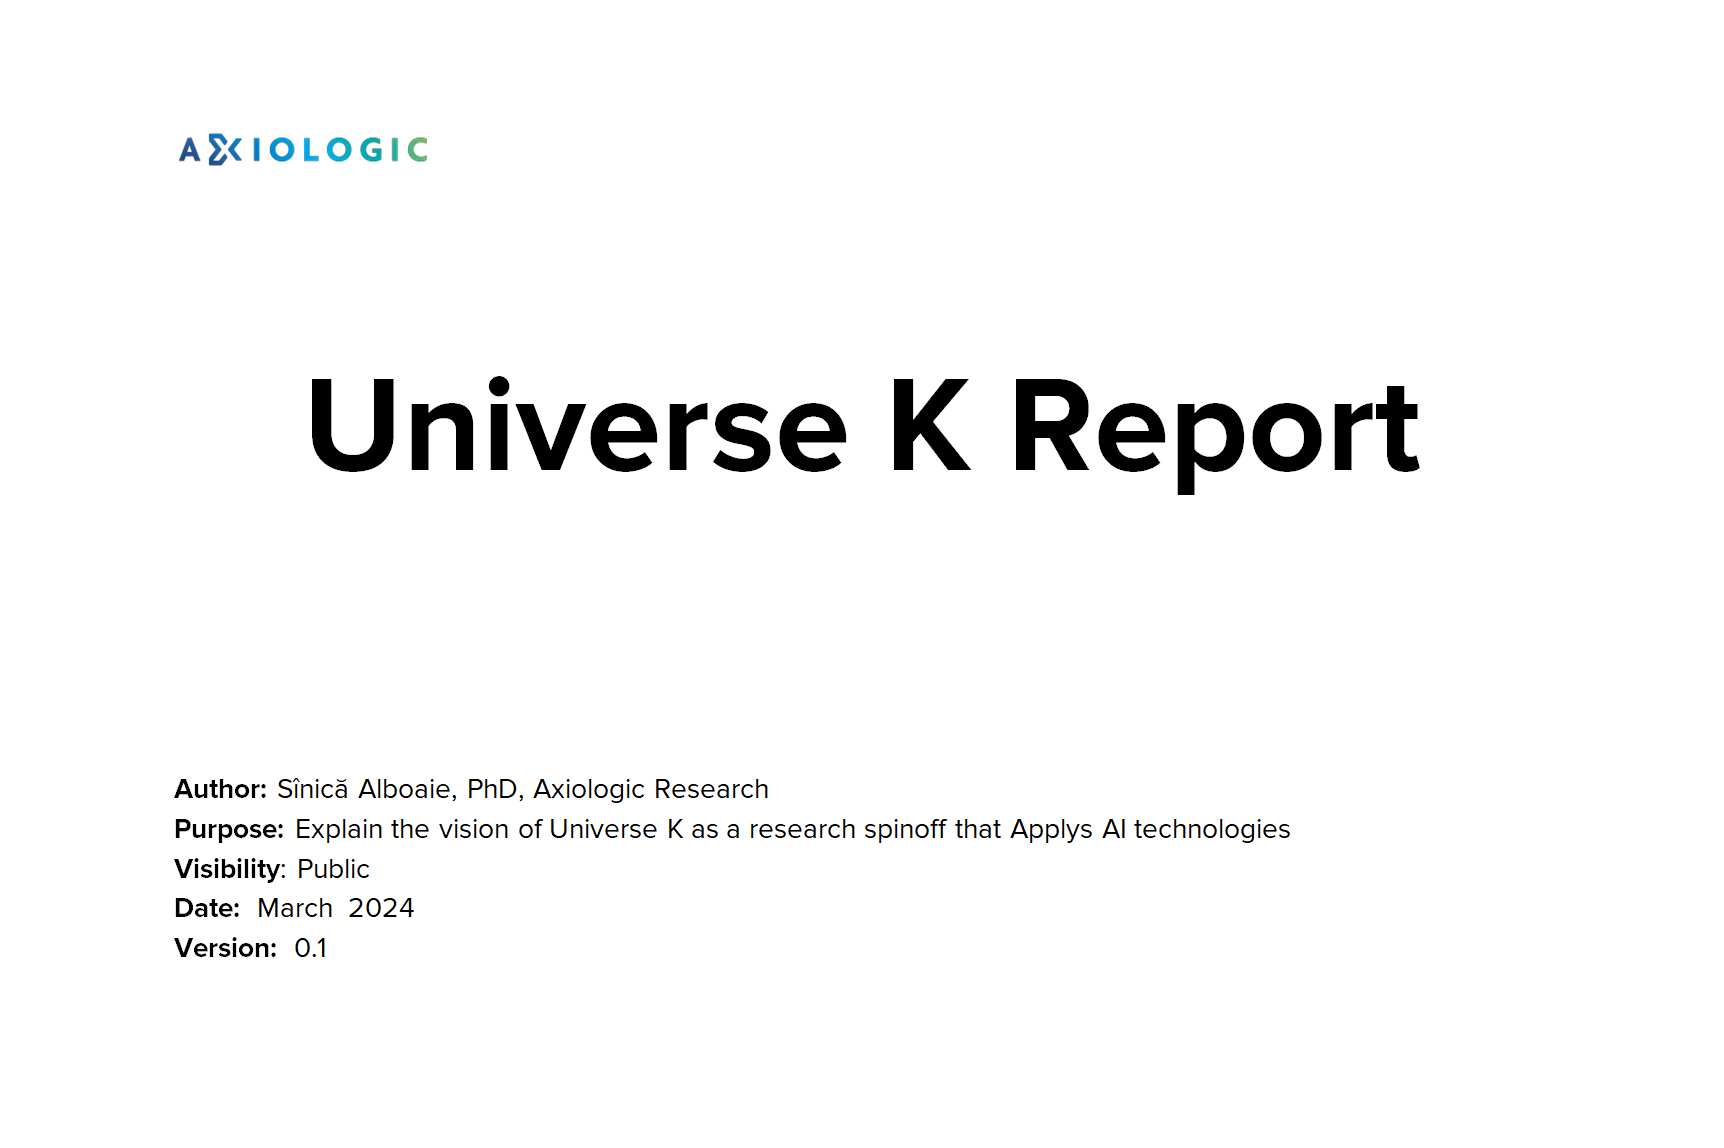 AXIOLOGIC
Universe K Report
Author: Sînică Alboaie, PhD, Axiologic Research
Purpose: Explain the vision of Universe K as a research spinoff that Applys AI technologies
Visibility: Public
Date: March 2024
Version: 0.1